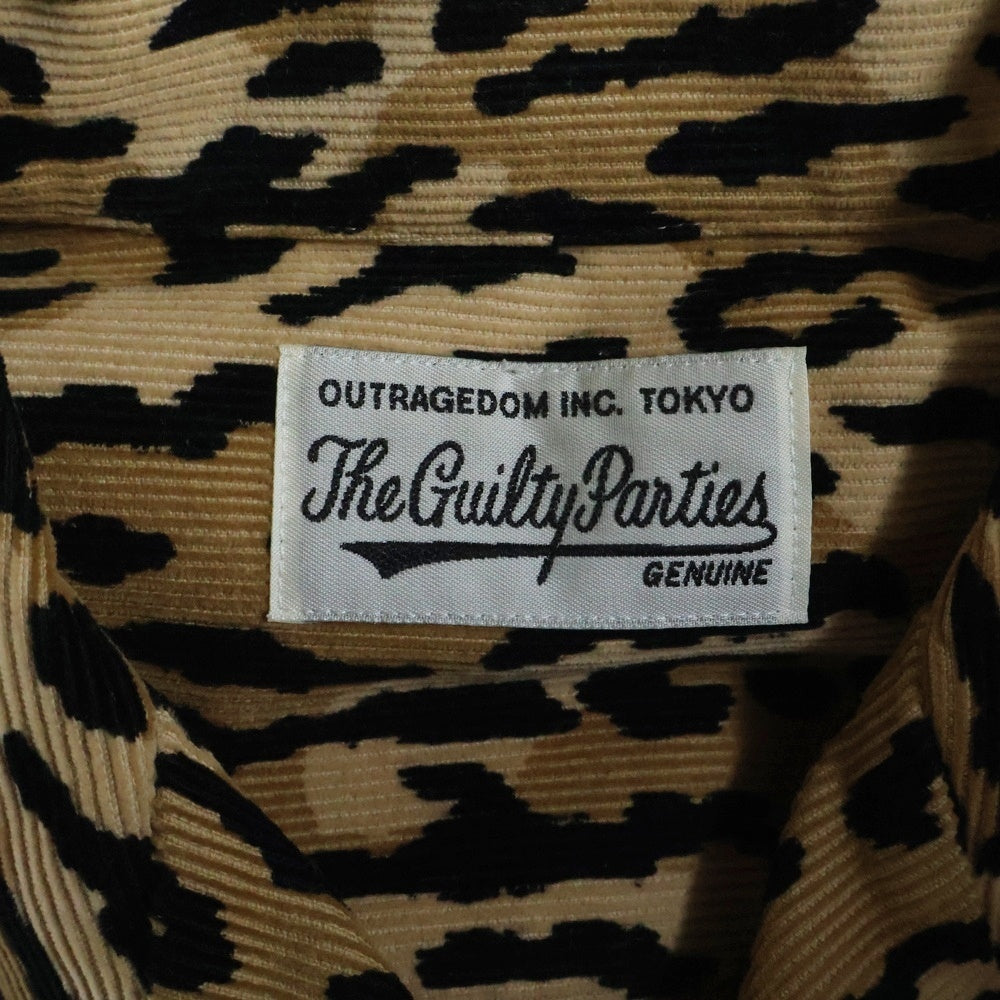 OUTRAGEDOM INC. TOKYO
The Guilty Parties
GENUINE